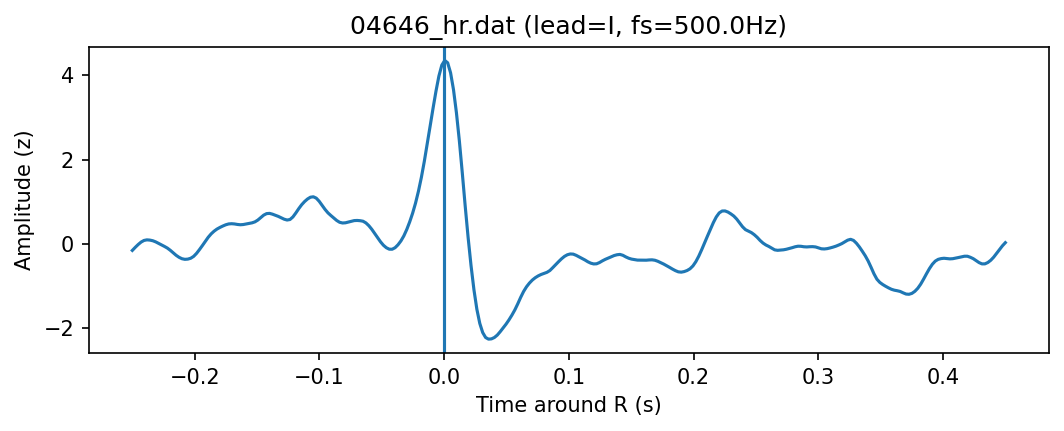 04646_hr.dat (lead=I, fs=500.0Hz)
Amplitude (z)
4
2
0
−2
−0.2 −0.1 0.0 0.1 0.2 0.3 0.4
Time around R (s)